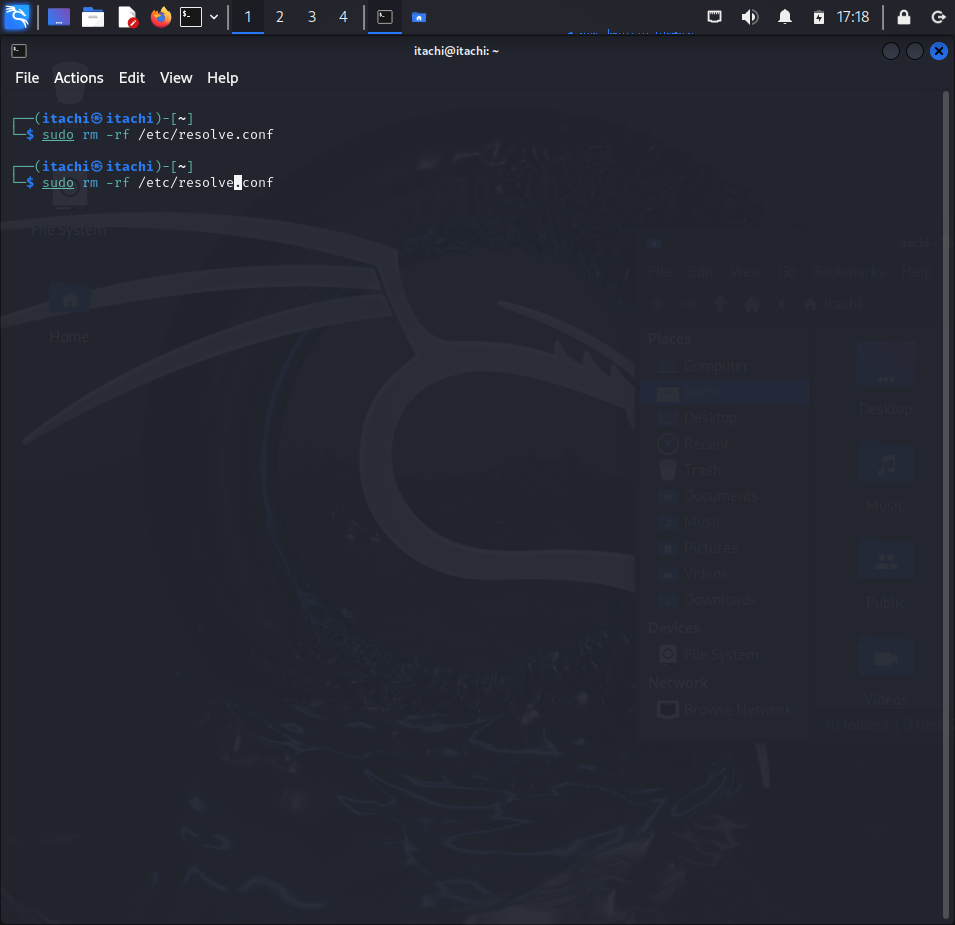 1 2 3 4 17:18
itachi@itachi: ~
File Actions Edit View Help
┌──(itachi㉿itachi)-[~]
└─$ sudo rm -rf /etc/resolve.conf
┌──(itachi㉿itachi)-[~]
└─$ sudo rm -rf /etc/resolve.conf
File System
Home
File Edit View Go Bookmarks Help
itachi
Places
Computer
Desktop
Recent
Trash
Documents
Music
Pictures
Videos
Downloads
Devices
File System
Network
Browse Network
Desktop
Music
Public
Videos